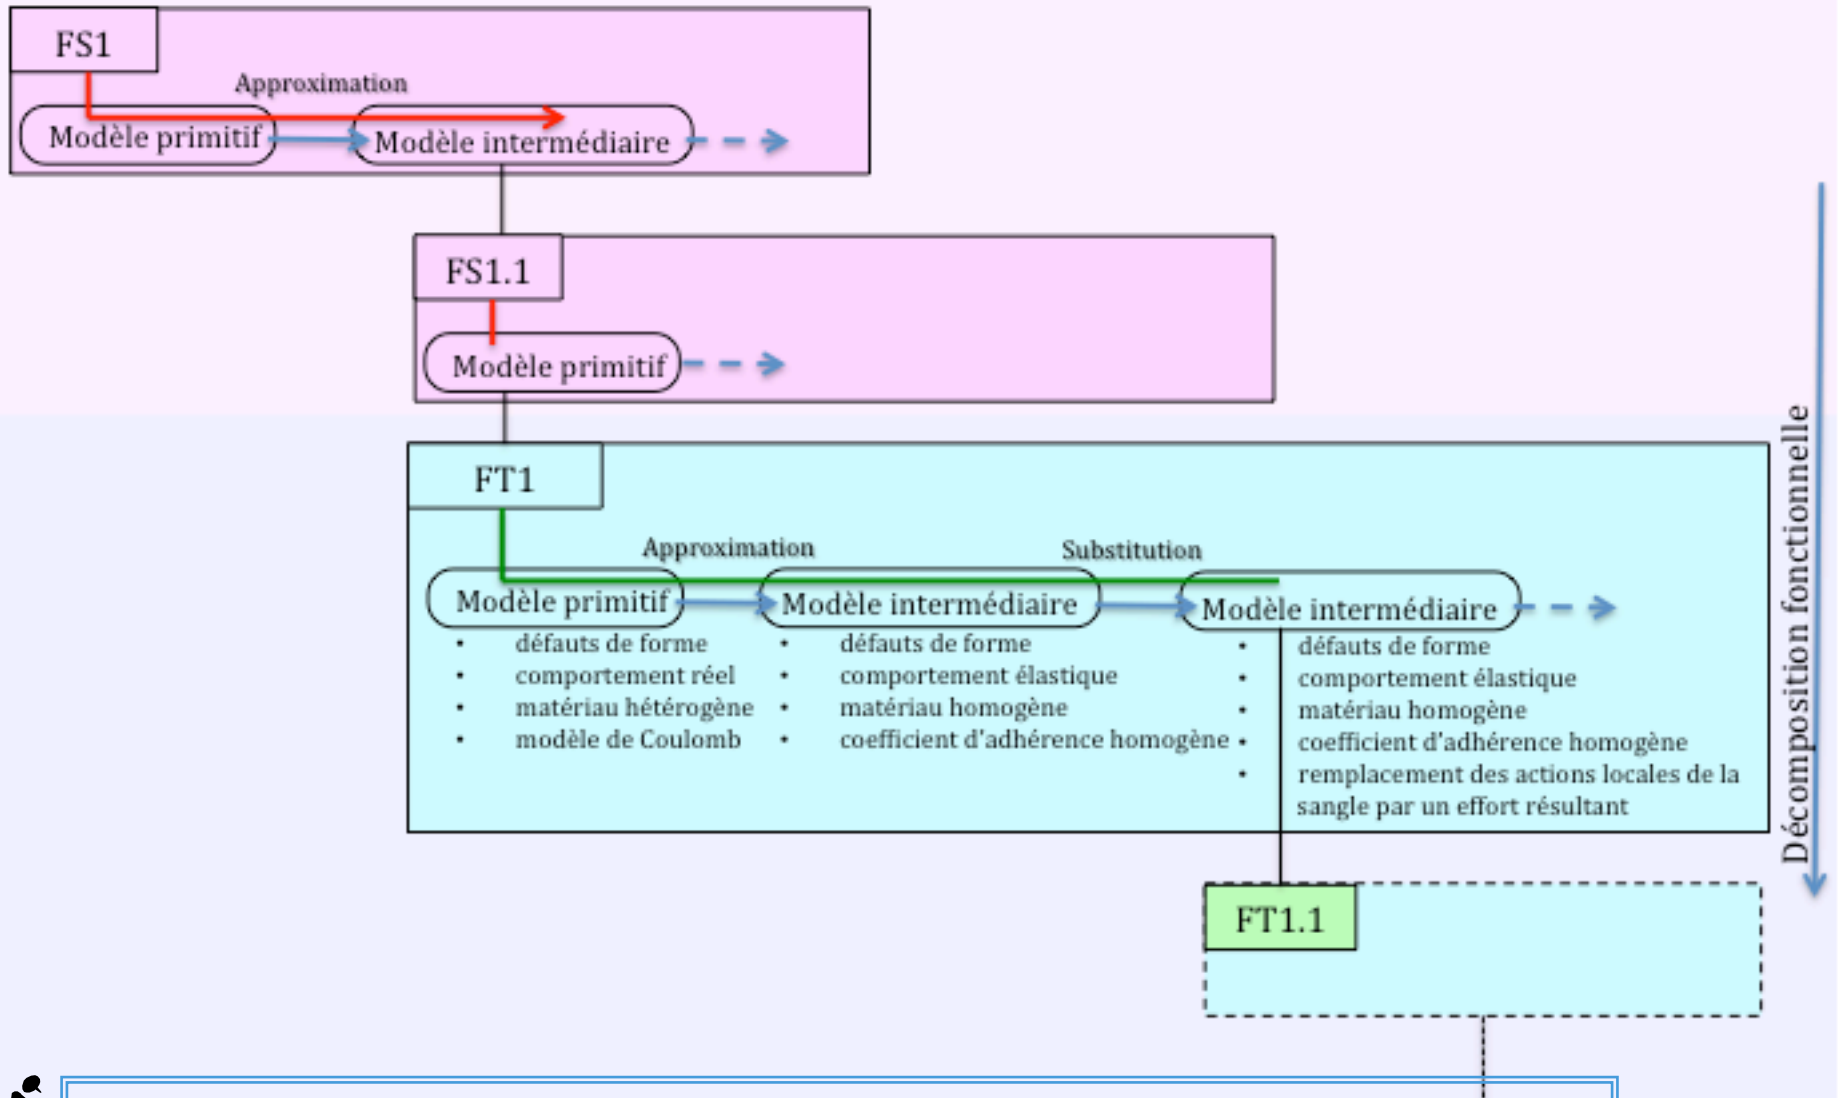 FS1
Approximation
Modèle primitif
Modèle intermédiaire
FS1.1
Modèle primitif
FT1
Approximation
Substitution
Modèle primitif
• défauts de forme
• comportement réel
• matériau hétérogène
• modèle de Coulomb
Modèle intermédiaire
• défauts de forme
• comportement élastique
• matériau homogène
• coefficient d'adhérence homogène
Modèle intermédiaire
• défauts de forme
• comportement élastique
• matériau homogène
• coefficient d'adhérence homogène
• remplacement des actions locales de la
sangle par un effort résultant
FT1.1
Décomposition fonctionnelle